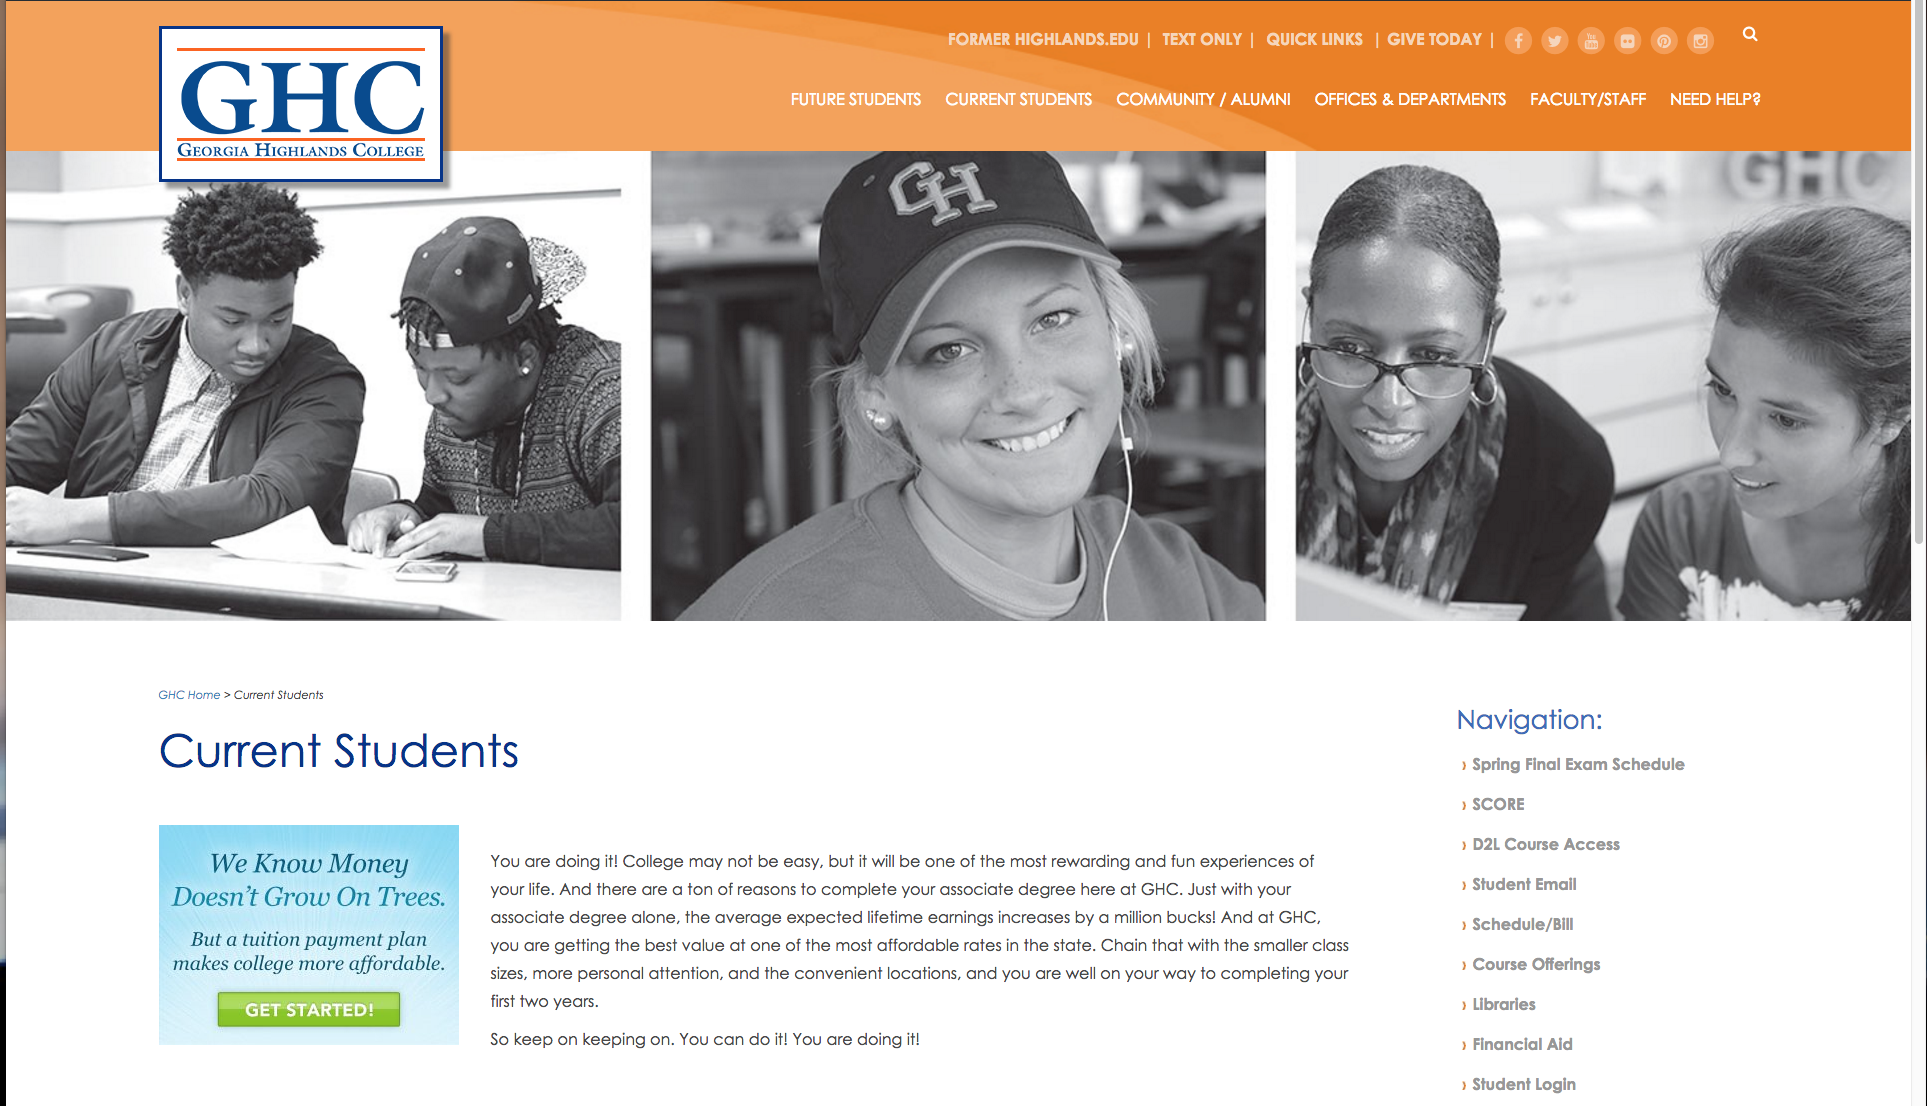 FORMER HIGHLANDS.EDU | TEXT ONLY | QUICK LINKS | GIVE TODAY |
GHC
GEORGIA HIGHLANDS COLLEGE
FUTURE STUDENTS CURRENT STUDENTS COMMUNITY / ALUMNI OFFICES & DEPARTMENTS FACULTY/STAFF NEED HELP?
GH
GHC
GHC Home > Current Students
Current Students
We Know Money
Doesn't Grow On Trees.
But a tuition payment plan
makes college more affordable.
GET STARTED!
You are doing it! College may not be easy, but it will be one of the most rewarding and fun experiences of
your life. And there are a ton of reasons to complete your associate degree here at GHC. Just with your
associate degree alone, the average expected lifetime earnings increases by a million bucks! And at GHC,
you are getting the best value at one of the most affordable rates in the state. Chain that with the smaller class
sizes, more personal attention, and the convenient locations, and you are well on your way to completing your
first two years.
So keep on keeping on. You can do it! You are doing it!
Navigation:
› Spring Final Exam Schedule
› SCORE
› D2L Course Access
› Student Email
› Schedule/Bill
› Course Offerings
› Libraries
› Financial Aid
› Student Login